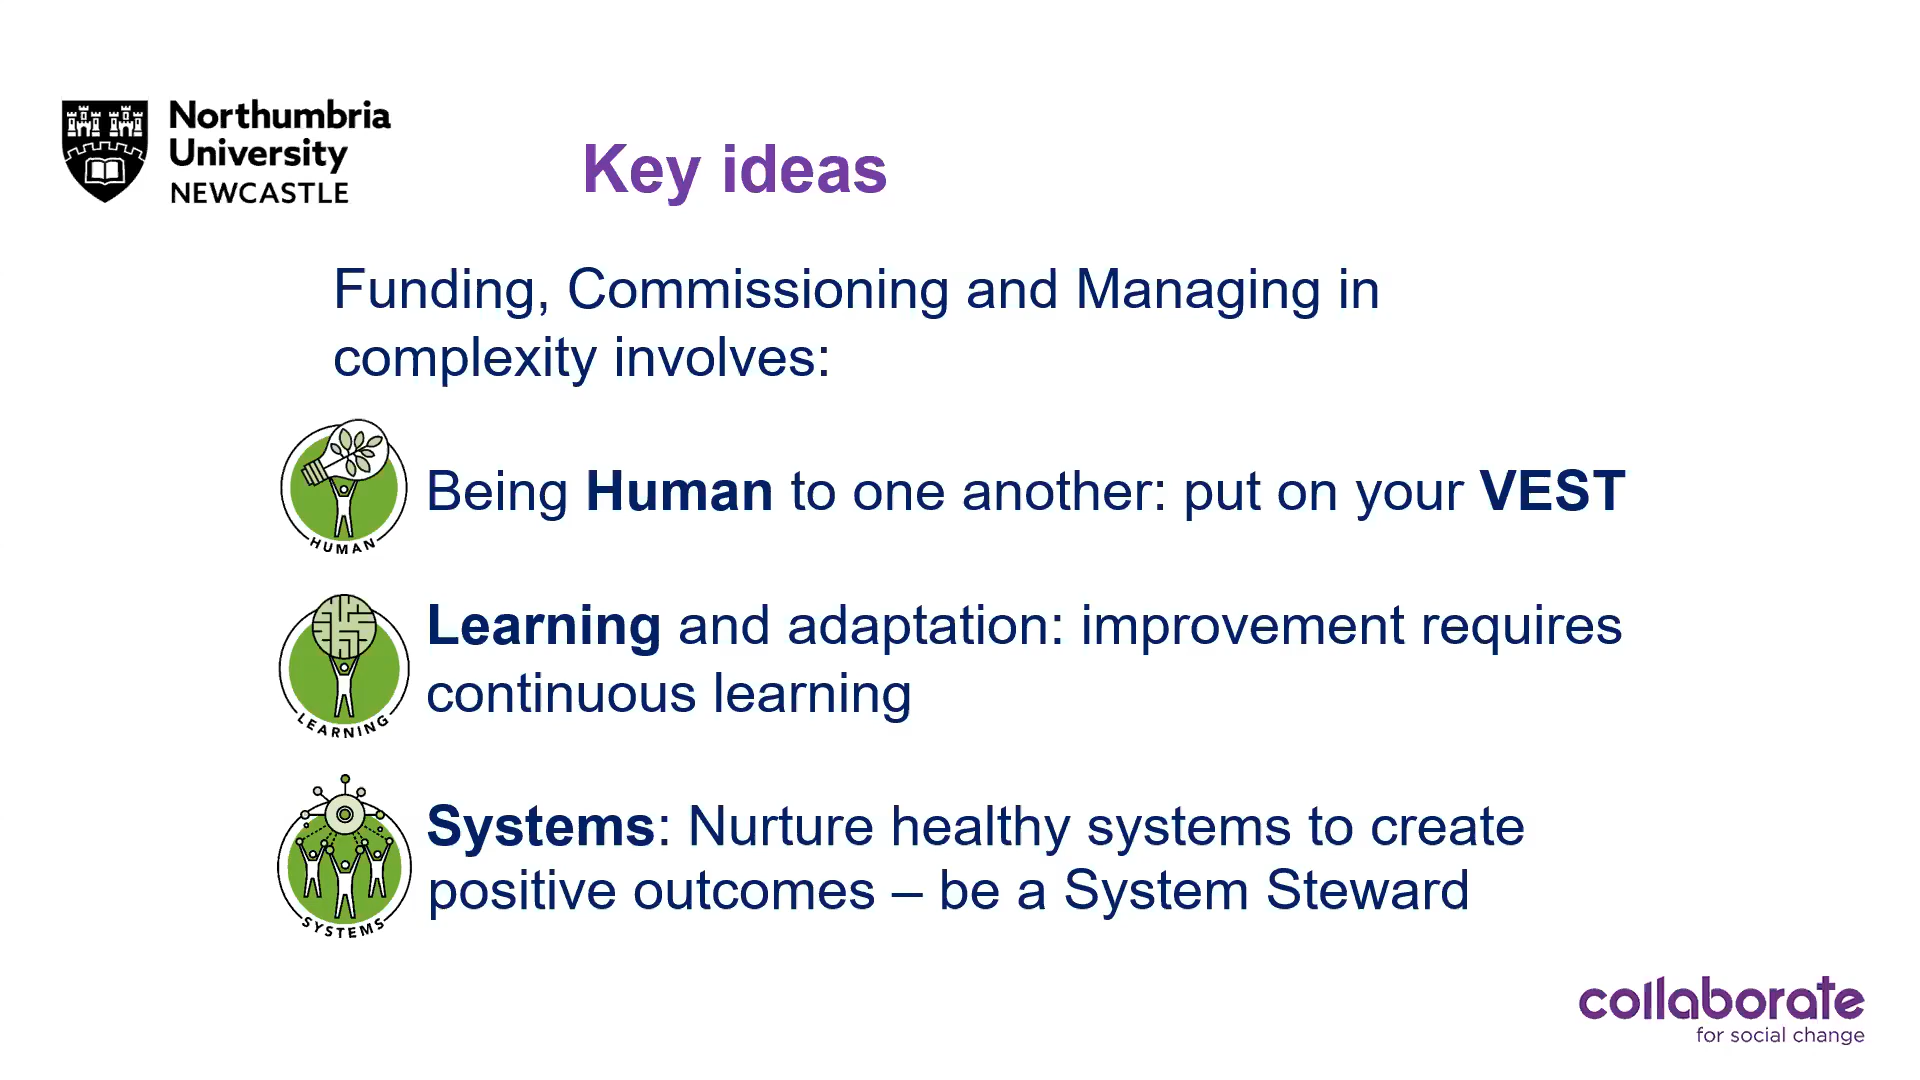 Northumbria
University
NEWCASTLE
Key ideas
Funding, Commissioning and Managing in
complexity involves:
HUMAN
Being Human to one another: put on your VEST
LEARNING
Learning and adaptation: improvement requires
continuous learning
SYSTEMS
Systems: Nurture healthy systems to create
positive outcomes – be a System Steward
collaborate
for social change